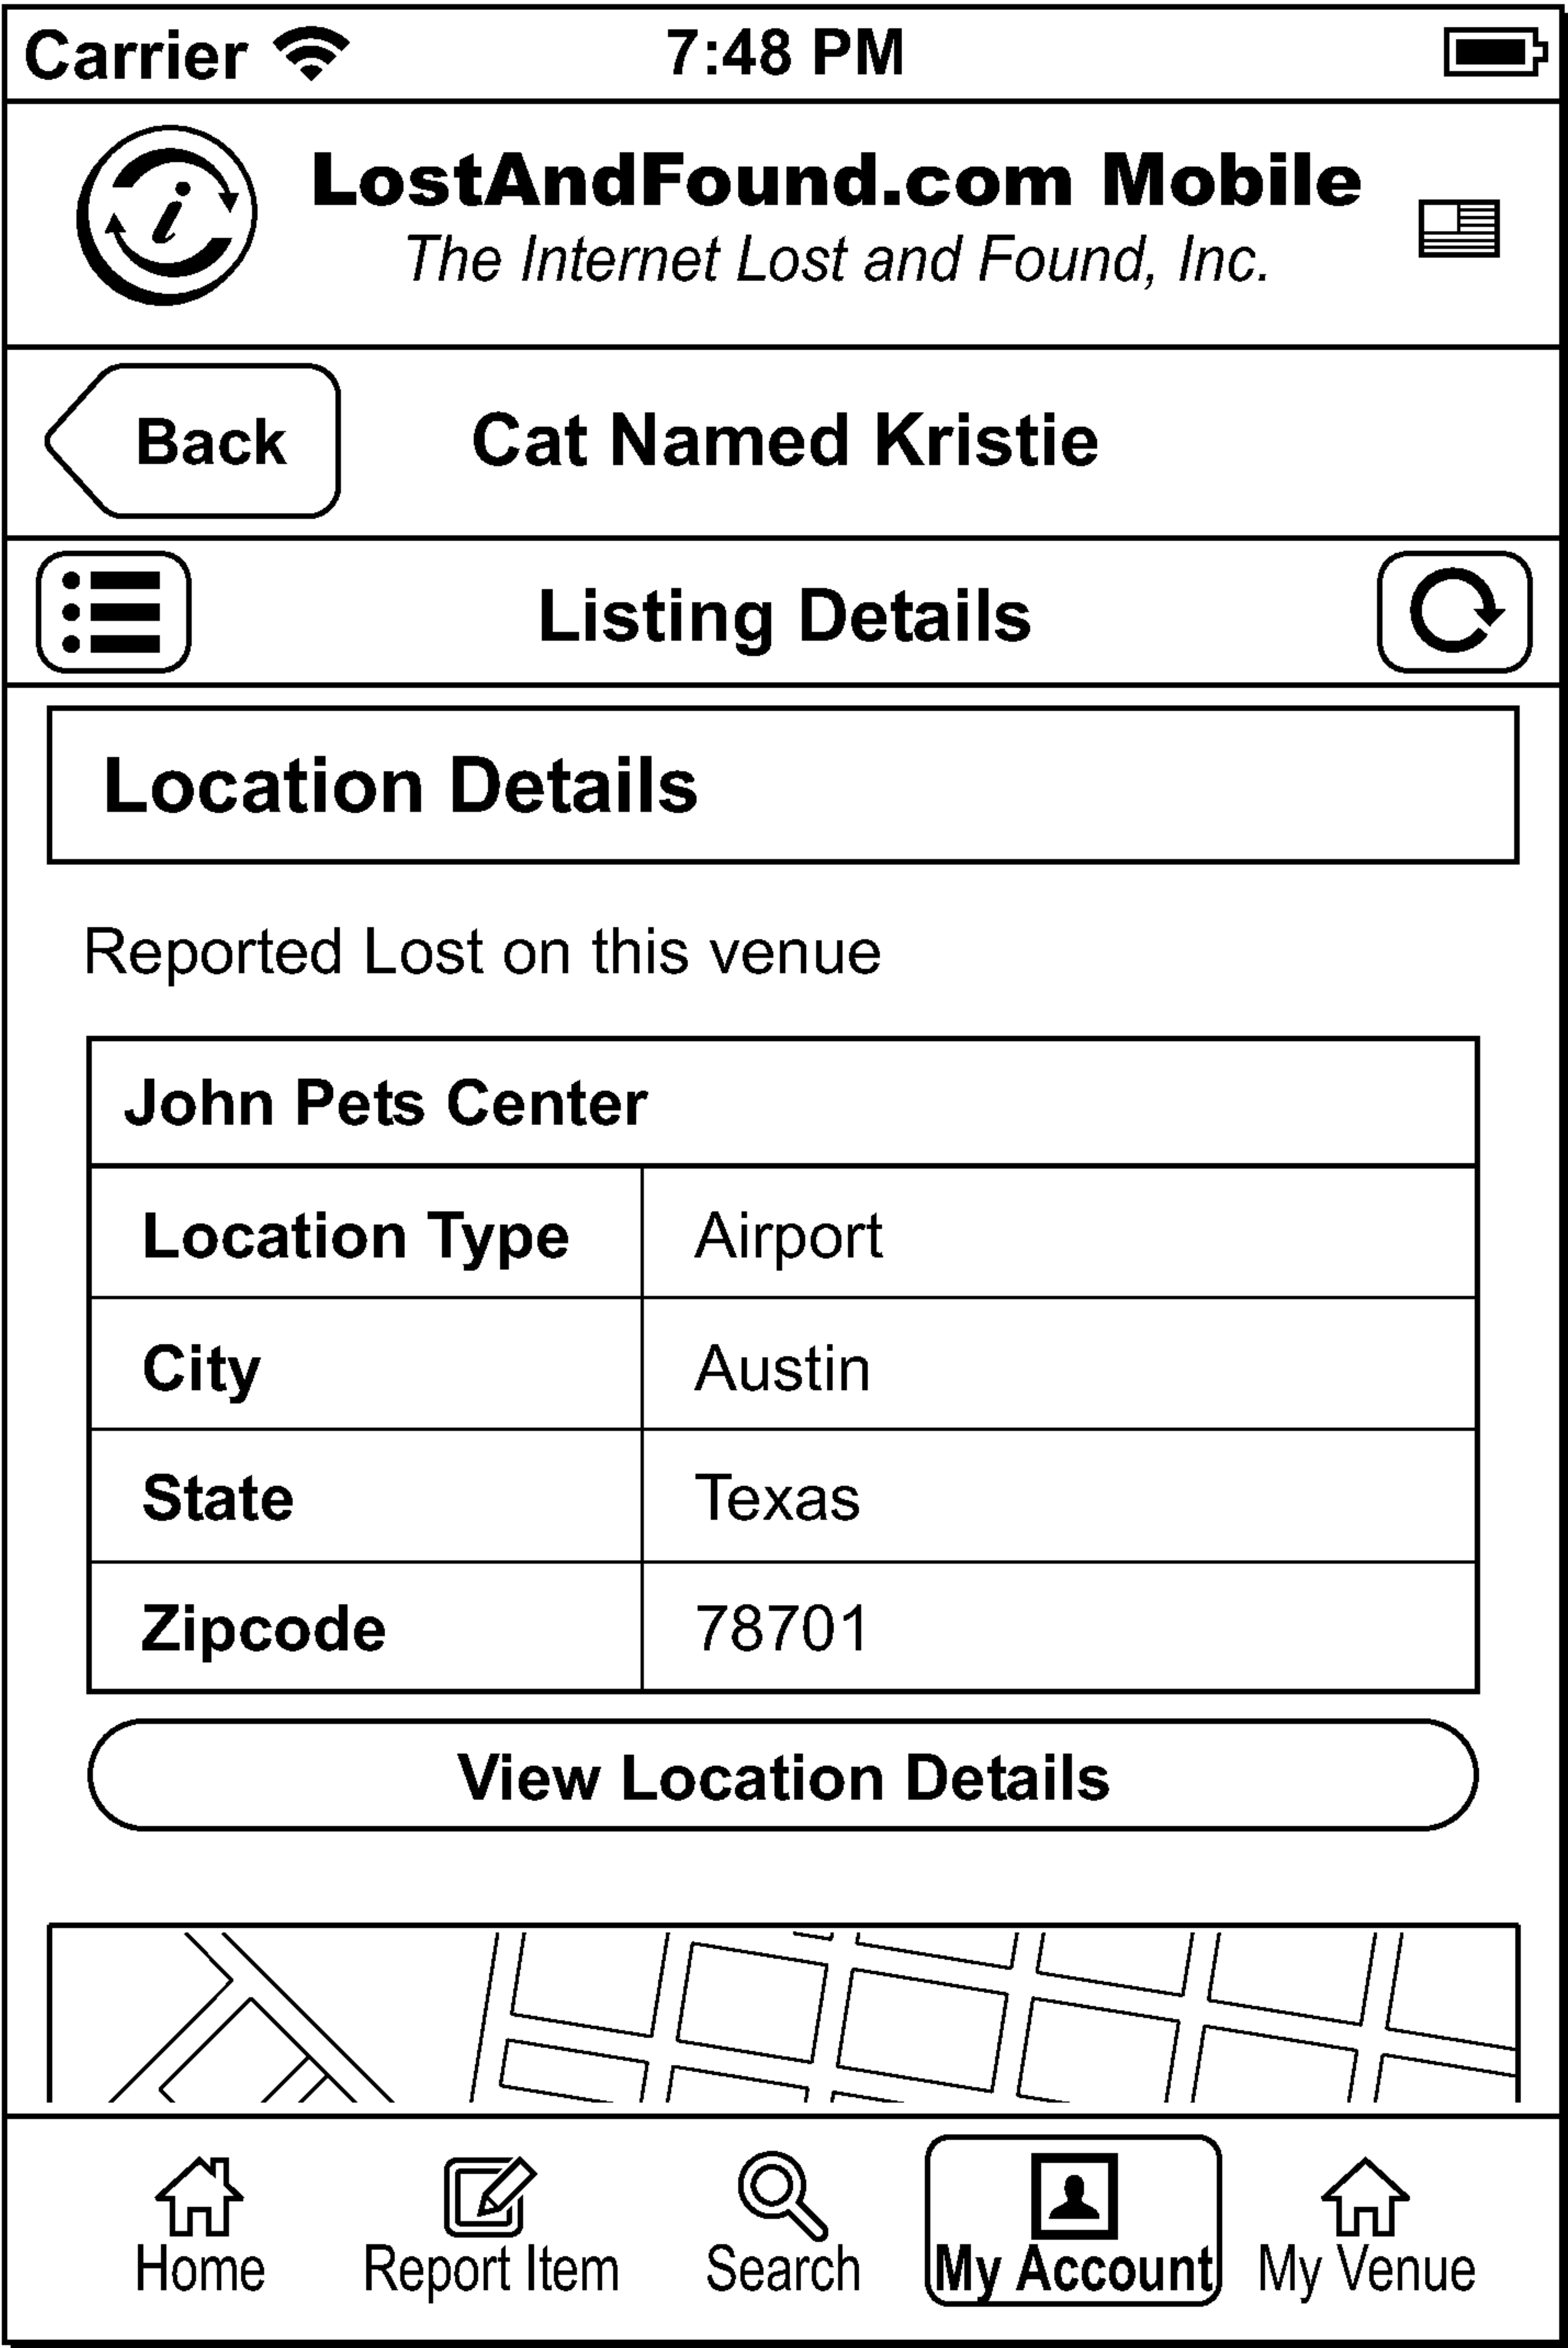 Carrier 7:48 PM
LostAndFound.com Mobile
The Internet Lost and Found, Inc.
Back Cat Named Kristie
Listing Details
Location Details
Reported Lost on this venue
John Pets Center
Location Type Airport
City Austin
State Texas
Zipcode 78701
View Location Details
Home Report Item Search My Account My Venue